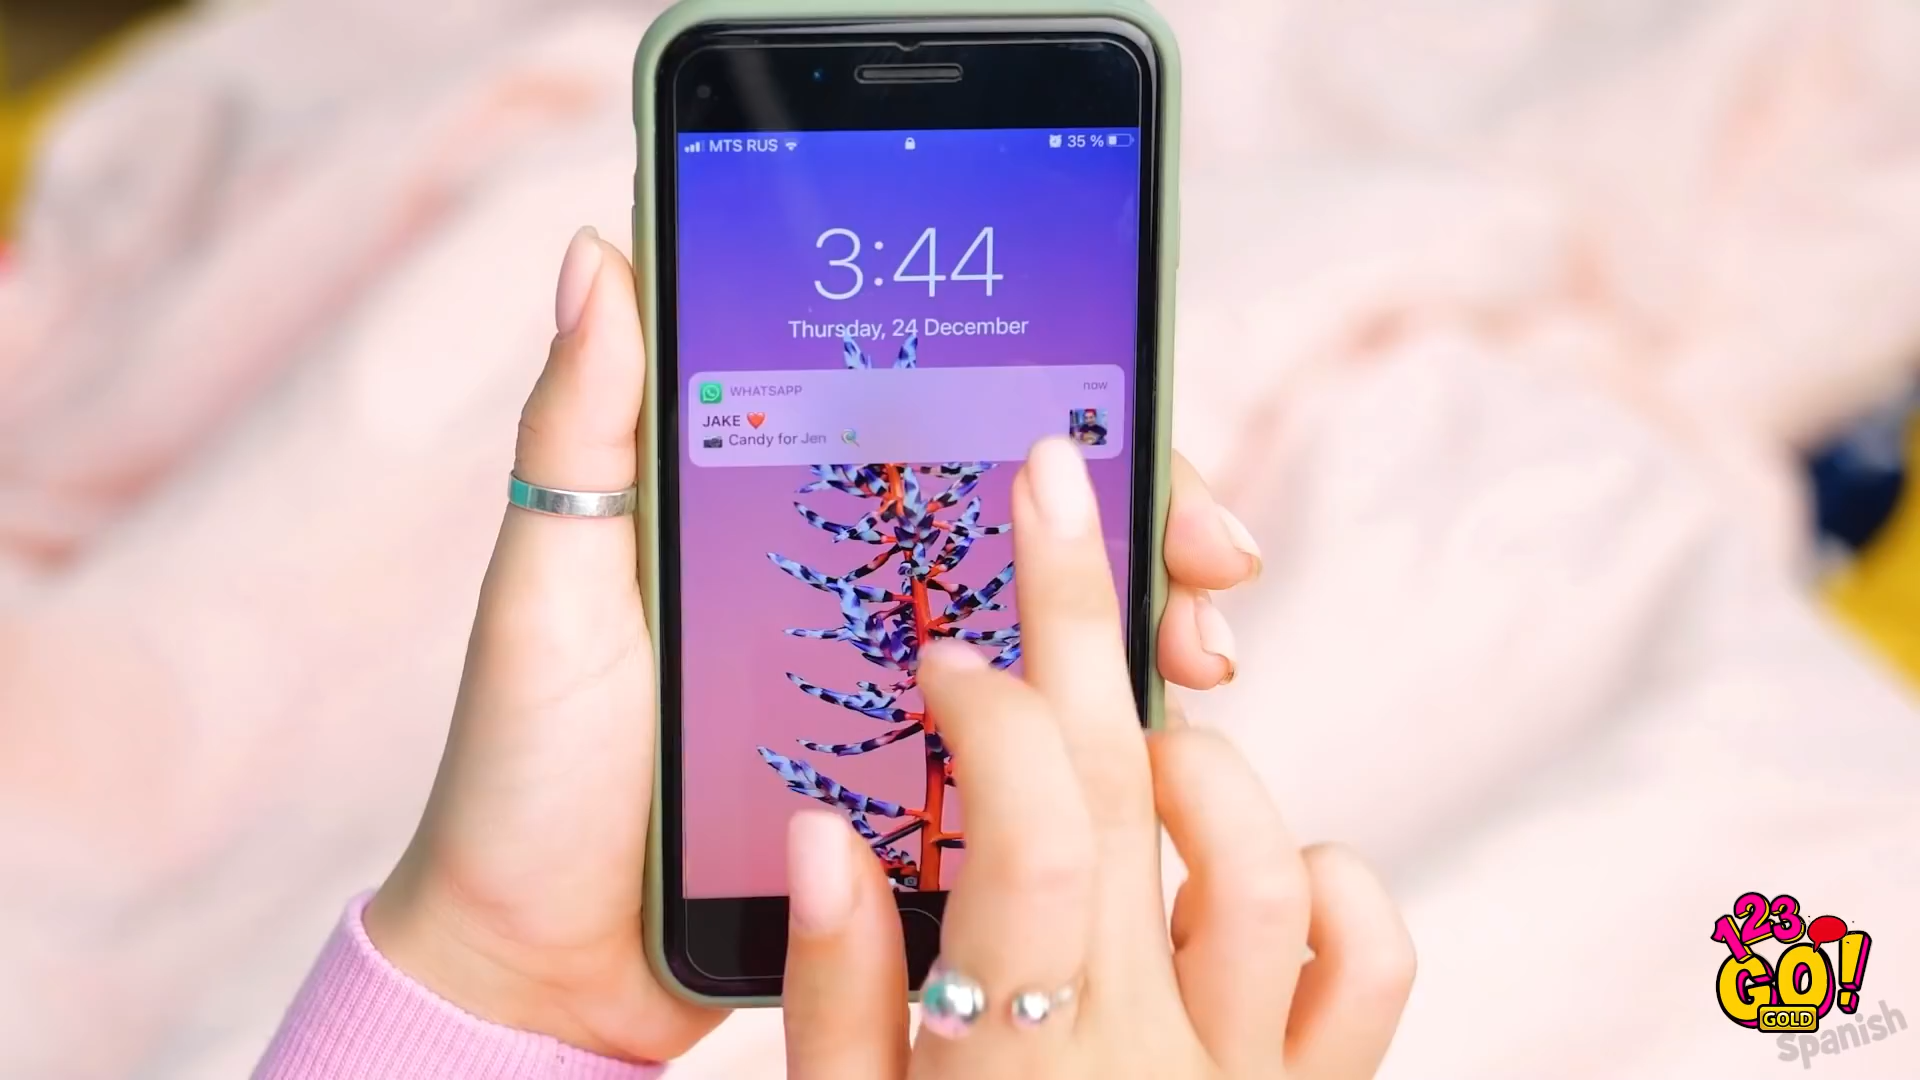 MTS RUS
35 %
3:44
Thursday, 24 December
WHATSAPP
now
JAKE
Candy for Jen
123
GO!
GOLD
Spanish